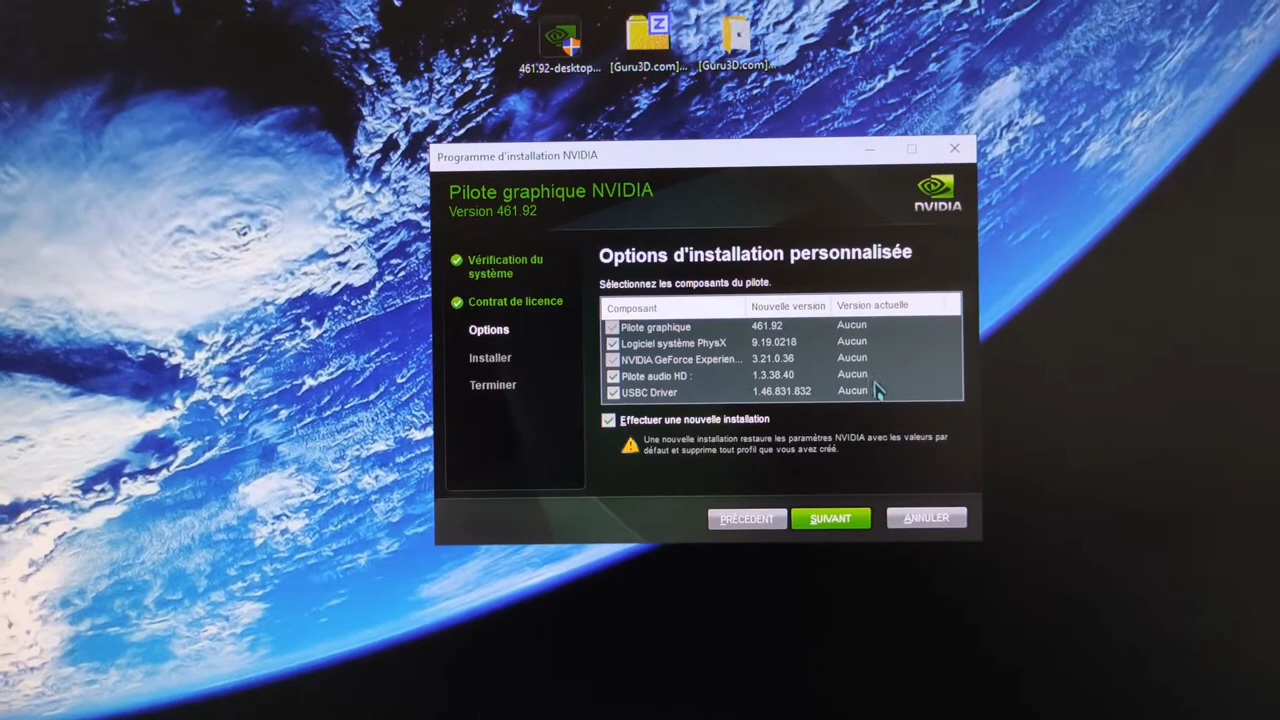 461.92-desktop...
[Guru3D.com]...
[Guru3D.com]...
Z
Programme d'installation NVIDIA
Pilote graphique NVIDIA
Version 461.92
NVIDIA
Vérification du
système
Contrat de licence
Options
Installer
Terminer
Options d'installation personnalisée
Sélectionnez les composants du pilote.
Composant Nouvelle version Version actuelle
Pilote graphique 461.92 Aucun
Logiciel système PhysX 9.19.0218 Aucun
NVIDIA GeForce Experien... 3.21.0.36 Aucun
Pilote audio HD : 1.3.38.40 Aucun
USBC Driver 1.46.831.832 Aucun
Effectuer une nouvelle installation
Une nouvelle installation restaure les paramètres NVIDIA avec les valeurs par
défaut et supprime tout profil que vous avez créé.
PRÉCÉDENT SUIVANT ANNULER